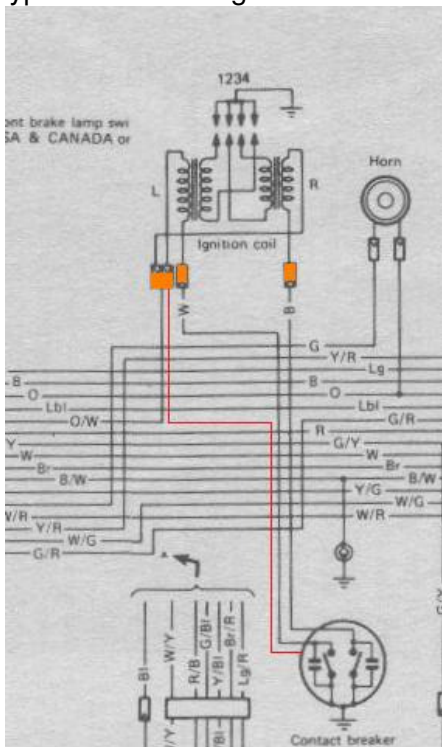 1234
ont brake lamp swi
SA & CANADA or
Horn
L
R
Ignition coil
W
B
G
Y/R
Lg
B
B
O
O
Lbl
Lbl
O/W
G/R
R
Y
G/Y
W
W
Br
Br
B/W
B/W
Y/G
W/G
V/R
W/R
Y/R
W/G
G/R
Bl
W/Y
R/B
G/Bl
Y/Bl
Br/R
Lg/R
/Y
/Bl
Contact breaker